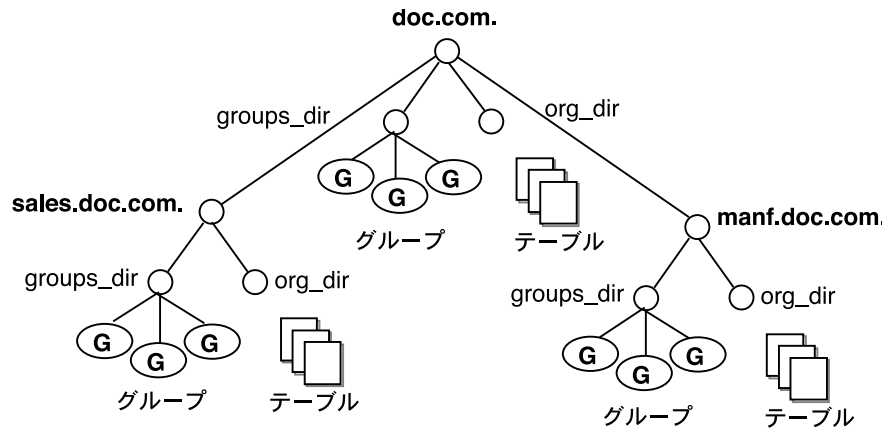 doc.com.
groups_dir
org_dir
G
G
G
グループ
テーブル
sales.doc.com.
manf.doc.com.
groups_dir
org_dir
G
G
G
グループ
テーブル
groups_dir
org_dir
G
G
G
グループ
テーブル